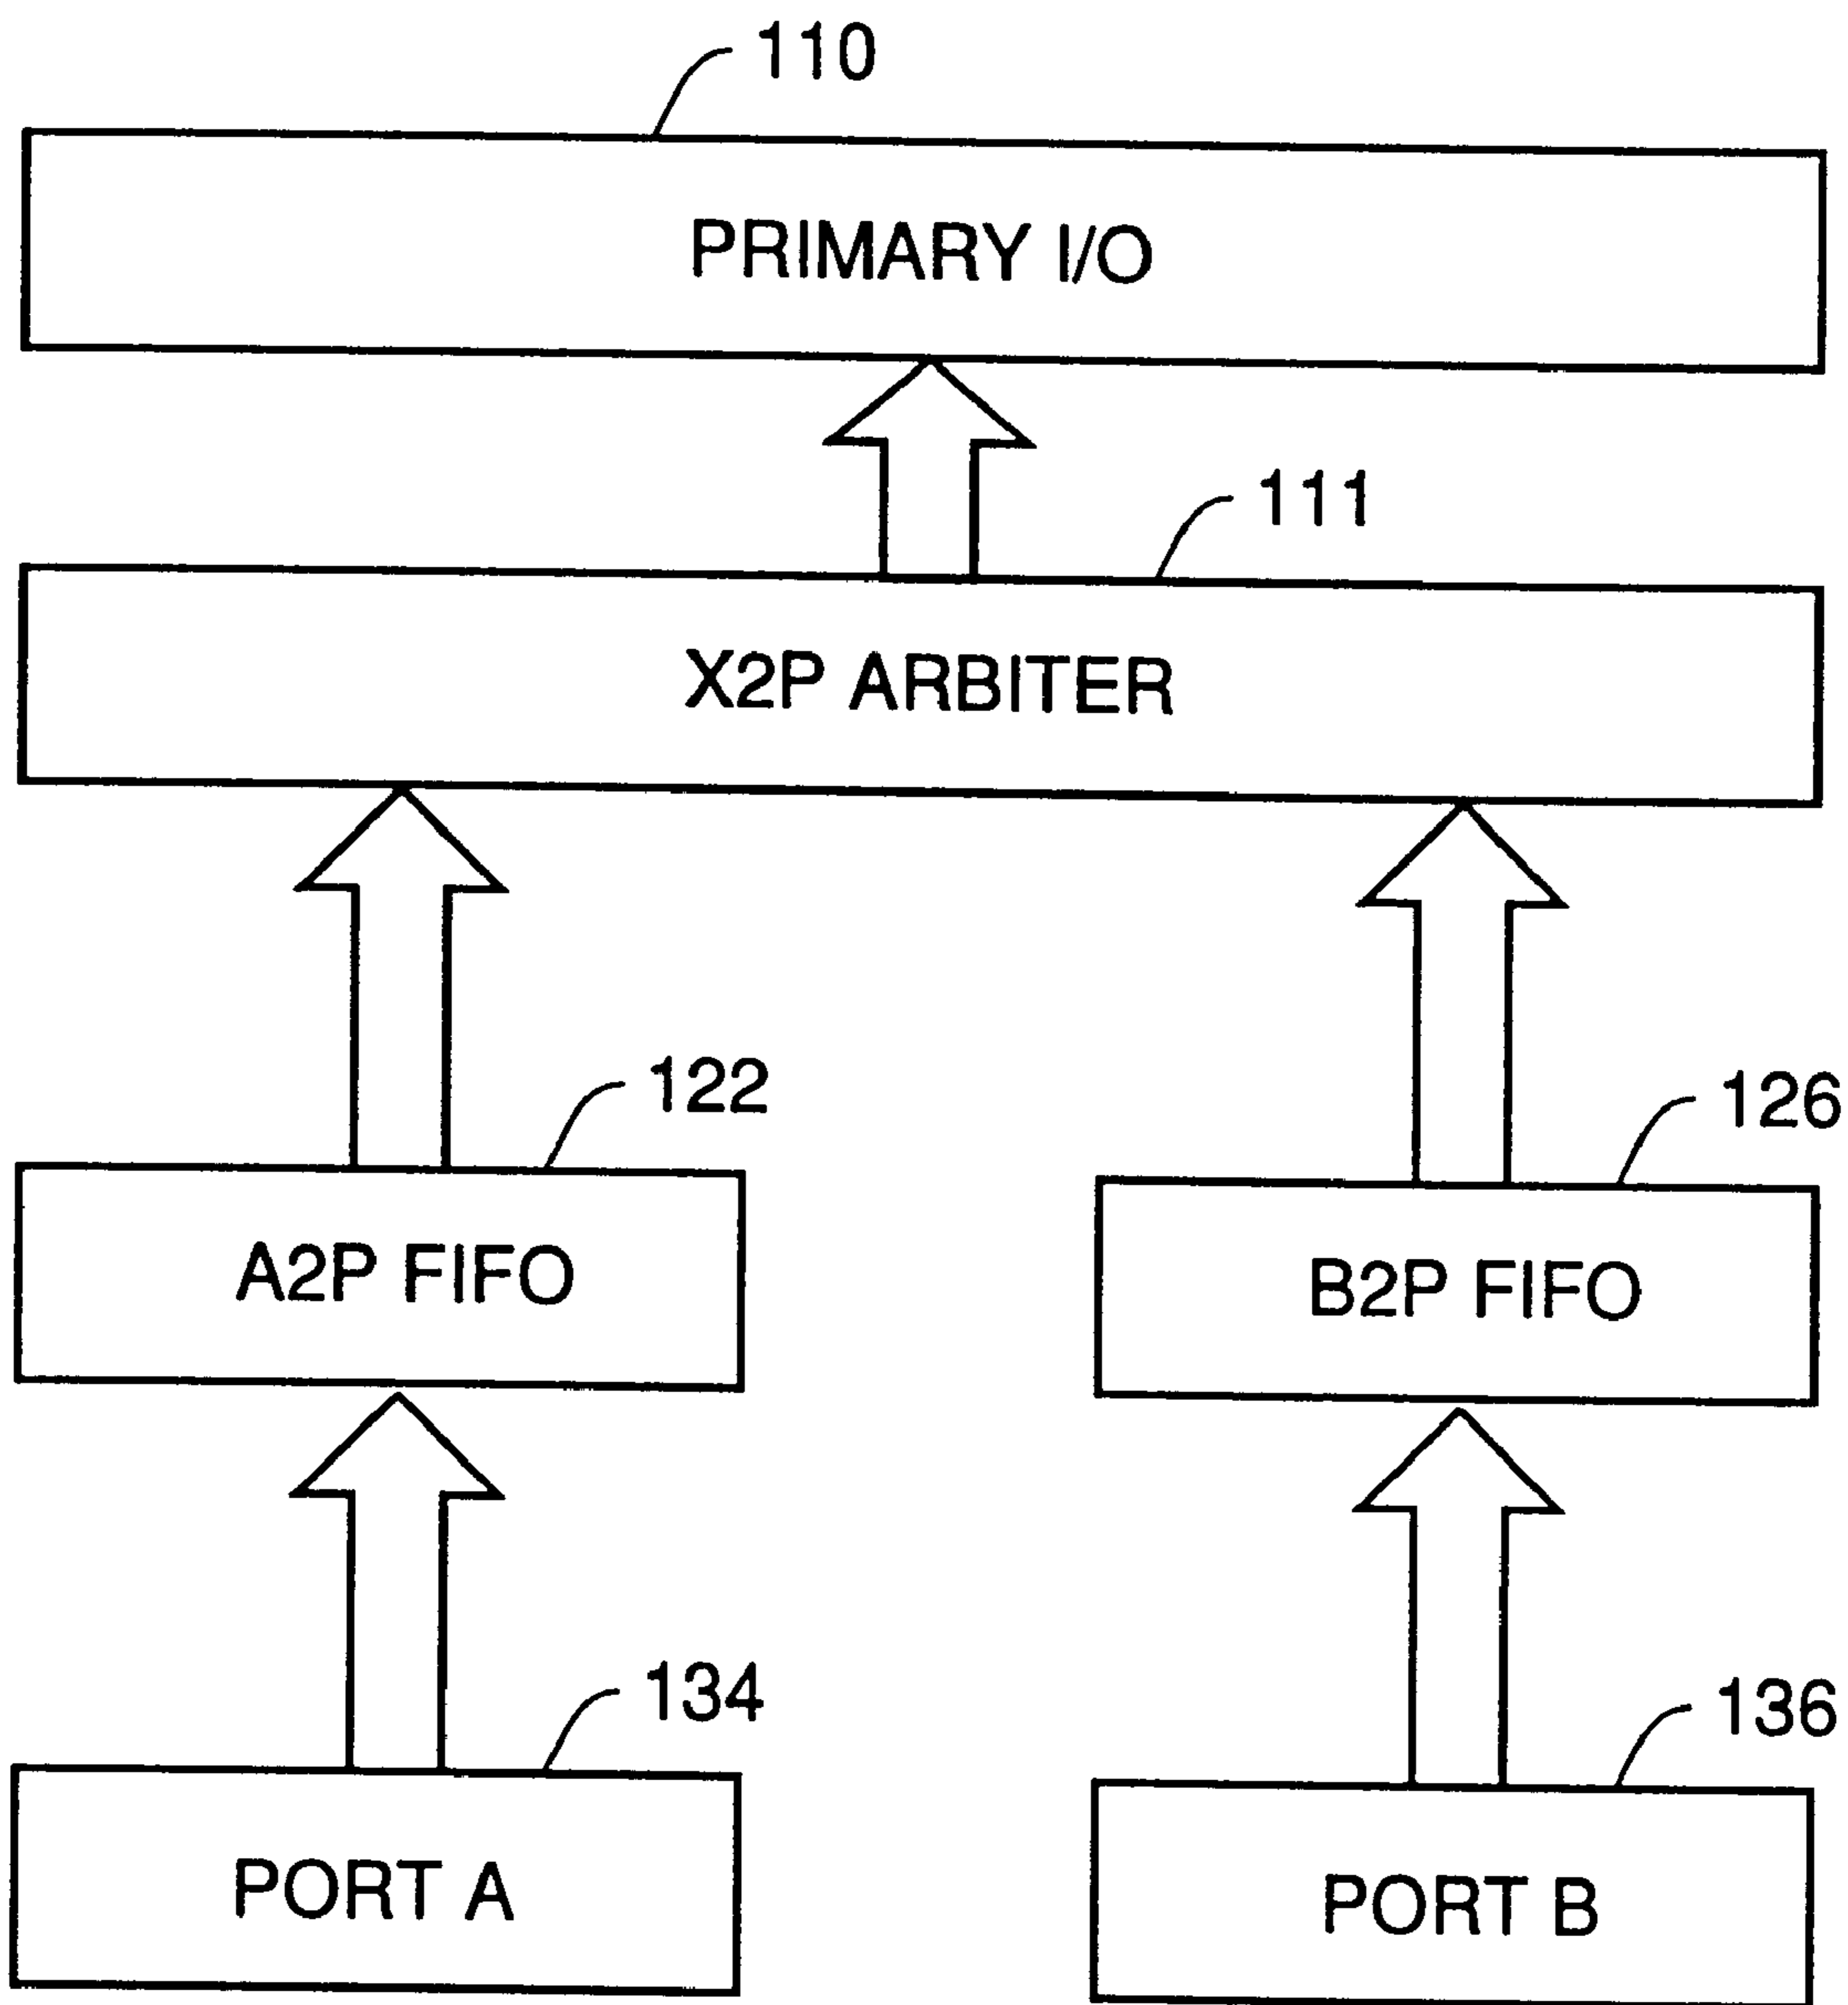 110
PRIMARY I/O
111
X2P ARBITER
122
126
A2P FIFO
B2P FIFO
134
136
PORT A
PORT B